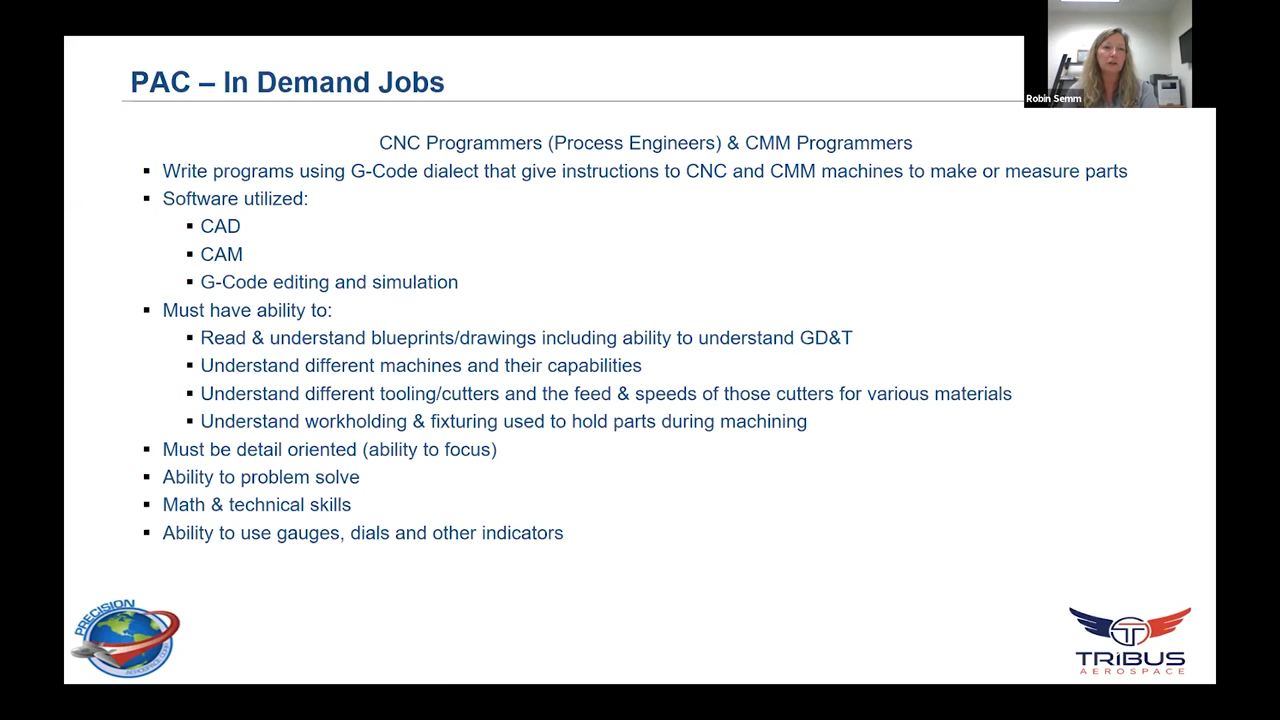 PAC – In Demand Jobs
Robin Semm
CNC Programmers (Process Engineers) & CMM Programmers
▪ Write programs using G-Code dialect that give instructions to CNC and CMM machines to make or measure parts
▪ Software utilized:
▪ CAD
▪ CAM
▪ G-Code editing and simulation
▪ Must have ability to:
▪ Read & understand blueprints/drawings including ability to understand GD&T
▪ Understand different machines and their capabilities
▪ Understand different tooling/cutters and the feed & speeds of those cutters for various materials
▪ Understand workholding & fixturing used to hold parts during machining
▪ Must be detail oriented (ability to focus)
▪ Ability to problem solve
▪ Math & technical skills
▪ Ability to use gauges, dials and other indicators
PRECISION
AEROSPACE CORP
TRIBUS
AEROSPACE